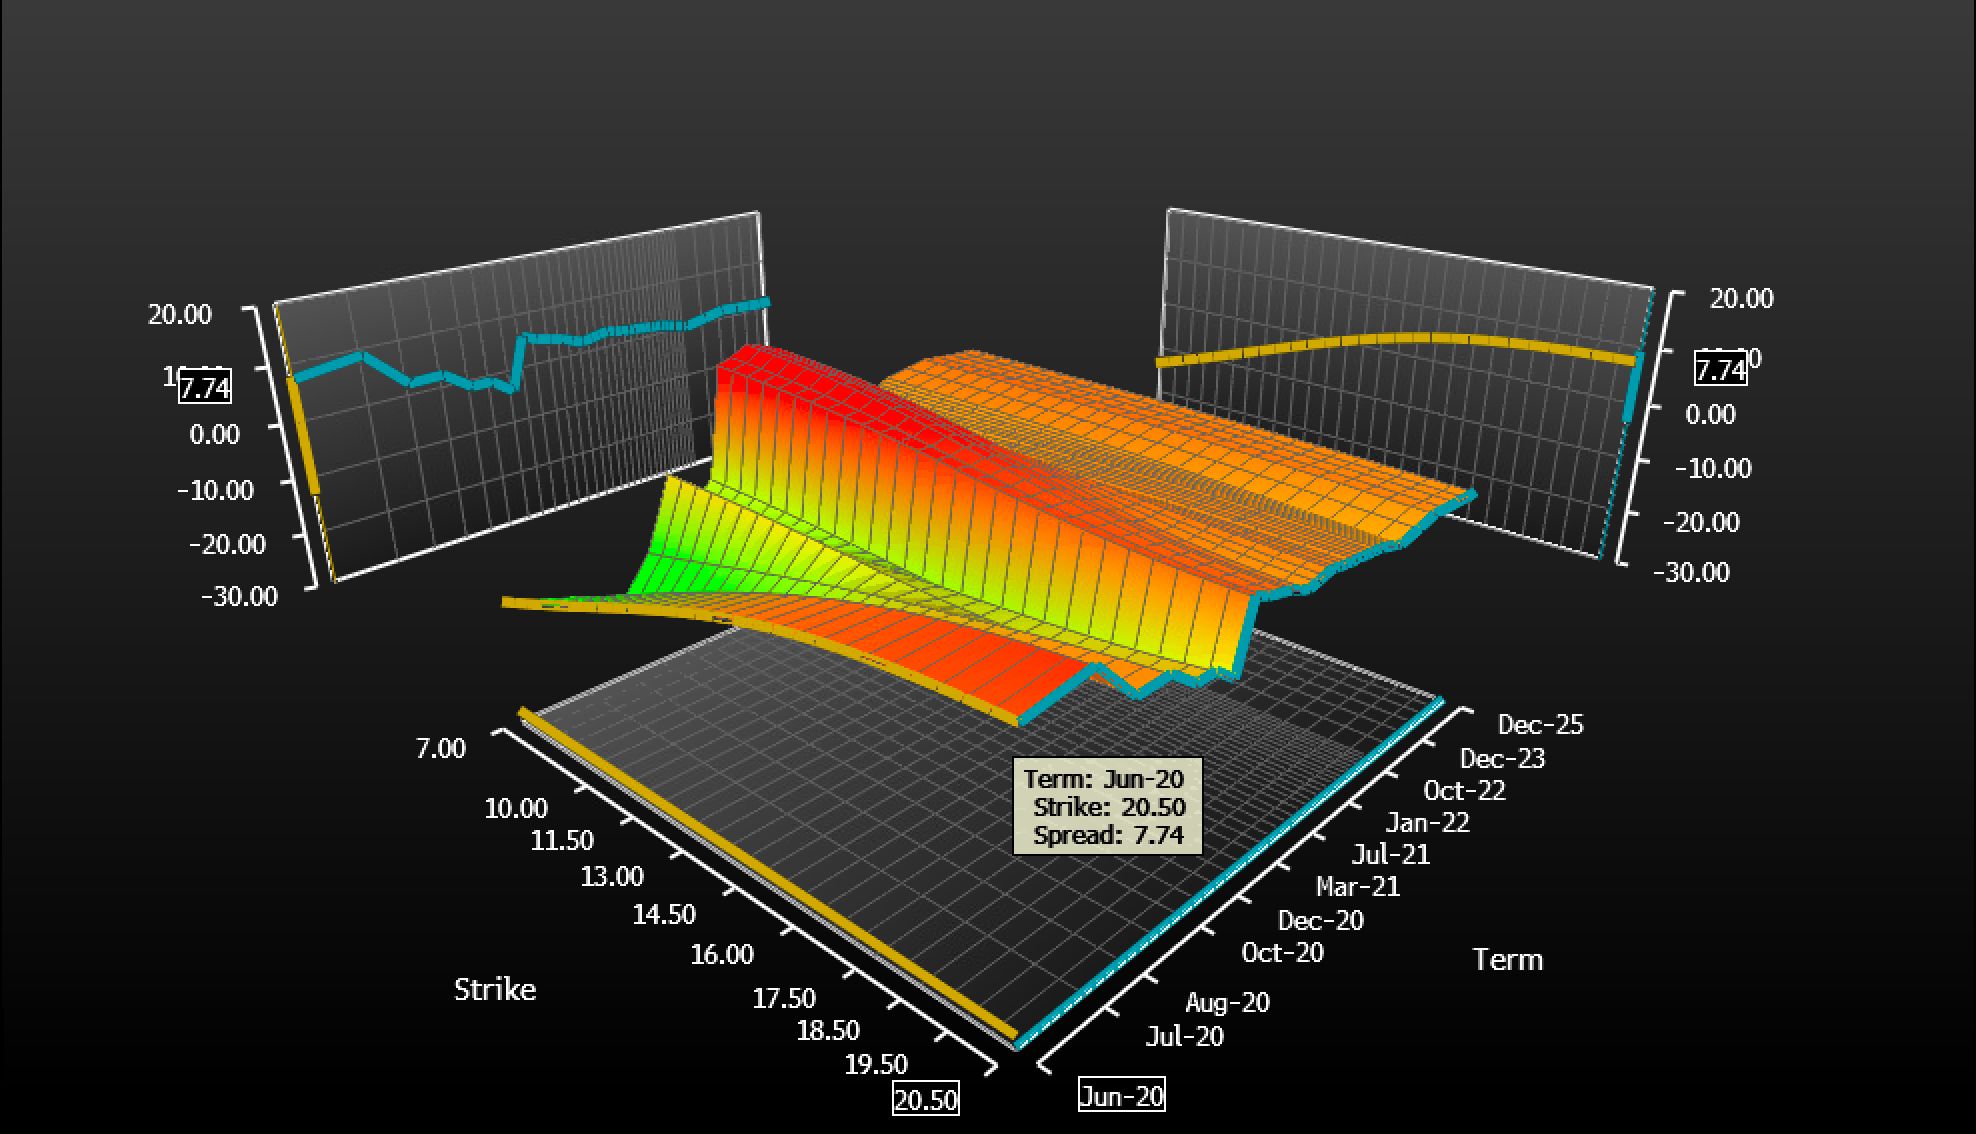 20.00
7.74
0.00
-10.00
-20.00
-30.00
20.00
7.74
0.00
-10.00
-20.00
-30.00
Term: Jun-20
Strike: 20.50
Spread: 7.74
7.00
10.00
11.50
13.00
14.50
16.00
17.50
18.50
19.50
20.50
Strike
Dec-25
Dec-23
Oct-22
Jan-22
Jul-21
Mar-21
Dec-20
Oct-20
Aug-20
Jul-20
Jun-20
Term